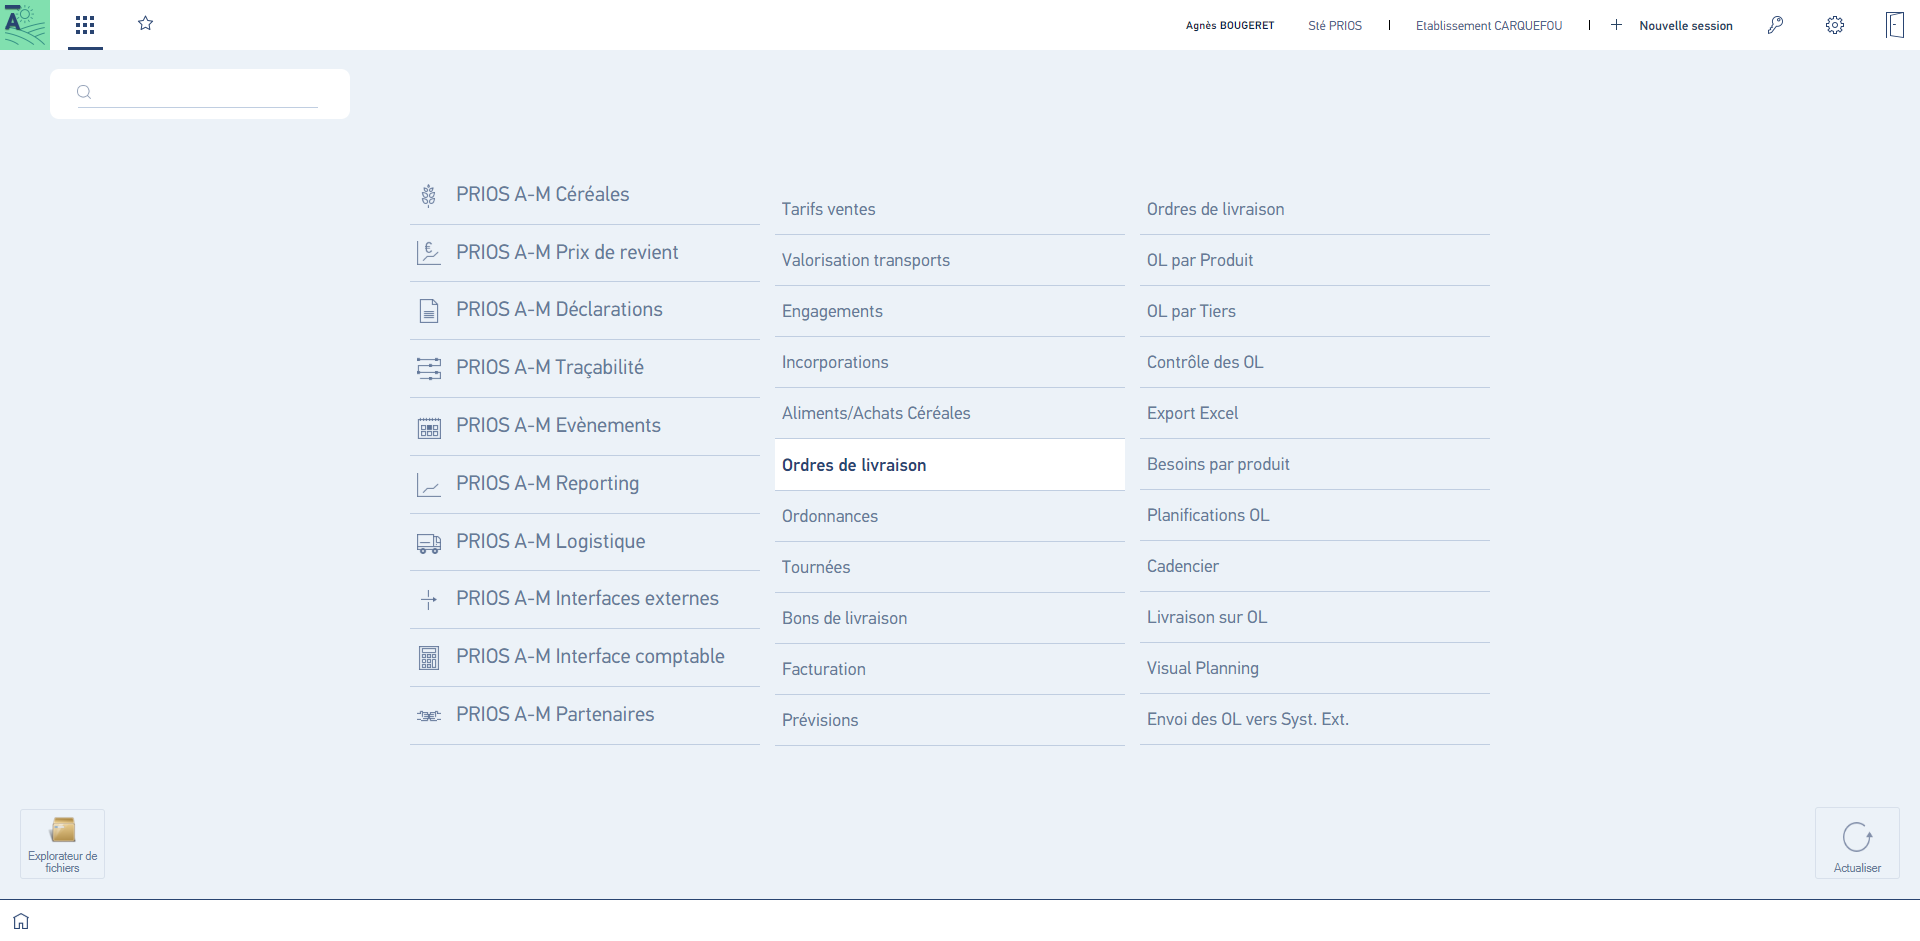 Agnès BOUGERET
Sté PRIOS
Etablissement CARQUEFOU
Nouvelle session
PRIOS A-M Céréales
PRIOS A-M Prix de revient
PRIOS A-M Déclarations
PRIOS A-M Traçabilité
PRIOS A-M Evènements
PRIOS A-M Reporting
PRIOS A-M Logistique
PRIOS A-M Interfaces externes
PRIOS A-M Interface comptable
PRIOS A-M Partenaires
Tarifs ventes
Valorisation transports
Engagements
Incorporations
Aliments/Achats Céréales
Ordres de livraison
Ordonnances
Tournées
Bons de livraison
Facturation
Prévisions
Ordres de livraison
OL par Produit
OL par Tiers
Contrôle des OL
Export Excel
Besoins par produit
Planifications OL
Cadencier
Livraison sur OL
Visual Planning
Envoi des OL vers Syst. Ext.
Explorateur de
fichiers
Actualiser